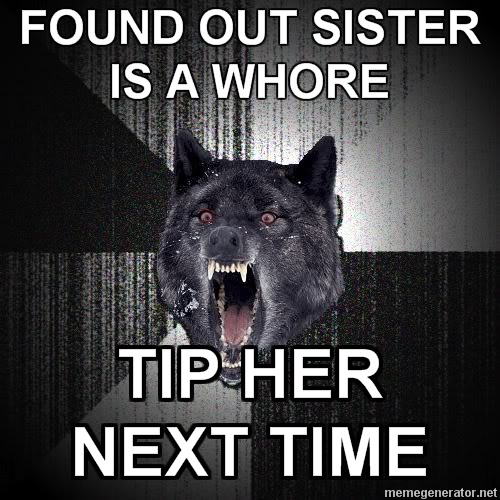 FOUND OUT SISTER
IS A WHORE
TIP HER
NEXT TIME
memegenerator.net